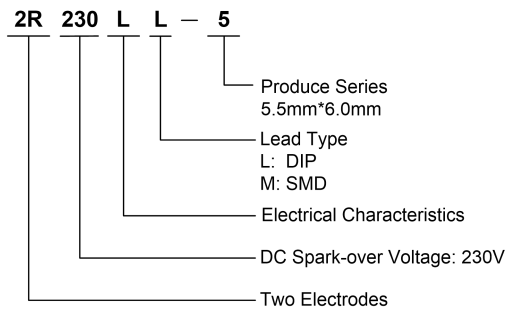 2R 230 L L – 5
Produce Series
5.5mm*6.0mm
Lead Type
L: DIP
M: SMD
Electrical Characteristics
DC Spark-over Voltage: 230V
Two Electrodes